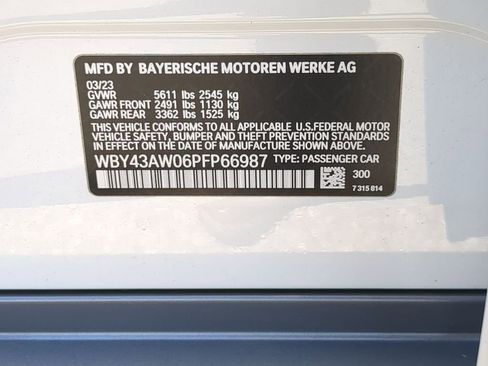 MFD BY BAYERISCHE MOTOREN WERKE AG
03/23
GVWR 5611 lbs 2545 kg
GAWR FRONT 2491 lbs 1130 kg
GAWR REAR 3362 lbs 1525 kg
THIS VEHICLE CONFORMS TO ALL APPLICABLE U.S.FEDERAL MOTOR
VEHICLE SAFETY, BUMPER AND THEFT PREVENTION STANDARDS
IN EFFECT ON THE DATE OF MANUFACTURE SHOWN ABOVE.
WBY43AW06PFP66987 TYPE: PASSENGER CAR
300
7 315 814